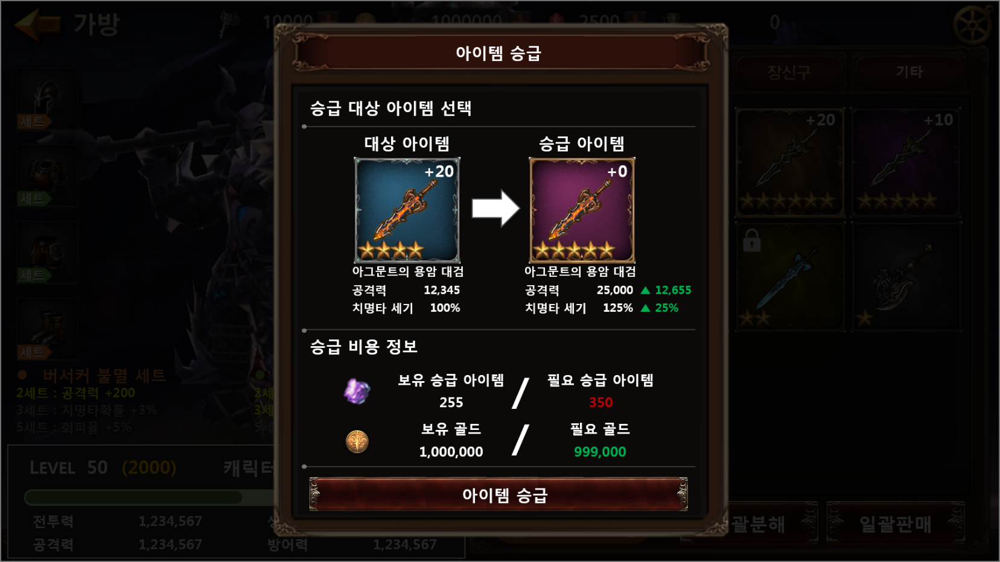 가방
10000
1000000
2500
0
아이템 승급
장신구
기타
승급 대상 아이템 선택
대상 아이템
승급 아이템
+20
+0
+20
+10
세트
세트
세트
세트
아그문트의 용암 대검
아그문트의 용암 대검
공격력 12,345
공격력 25,000 ▲ 12,655
치명타 세기 100%
치명타 세기 125% ▲ 25%
승급 비용 정보
보유 승급 아이템 / 필요 승급 아이템
255
350
보유 골드 / 필요 골드
1,000,000
999,000
아이템 승급
버서커 불멸 세트
2세트 : 공격력 +200
3세트 : 치명타확률 +3%
5세트 : 회피율 +5%
2세
3세
5세
LEVEL 50 (2000)
캐릭터
전투력 1,234,567
공격력 1,234,567
방어력 1,234,567
괄분해
일괄판매